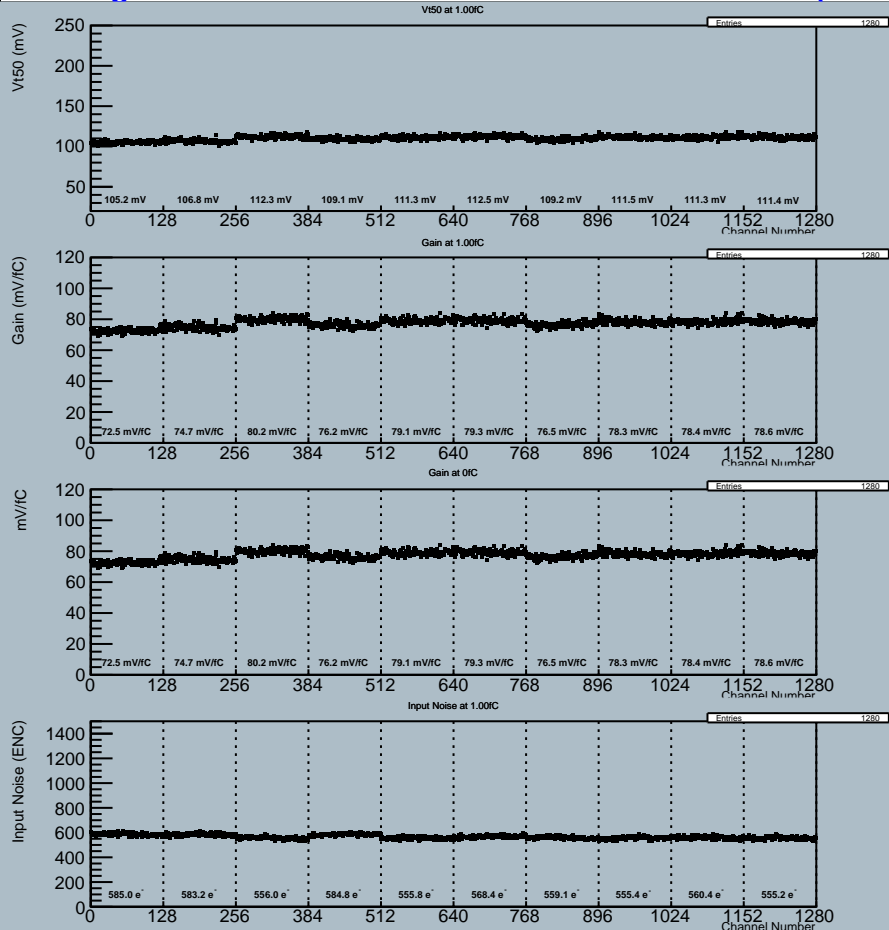 Vt50 at 1.00fC
Entries 1280
Vt50 (mV)
250
200
150
100
50
105.2 mV 106.8 mV 112.3 mV 109.1 mV 111.3 mV 112.5 mV 109.2 mV 111.5 mV 111.3 mV 111.4 mV
0 128 256 384 512 640 768 896 1024 1152 1280
Channel Number
Gain at 1.00fC
Entries 1280
Gain (mV/fC)
120
100
80
60
40
20
0
72.5 mV/fC 74.7 mV/fC 80.2 mV/fC 76.2 mV/fC 79.1 mV/fC 79.3 mV/fC 76.5 mV/fC 78.3 mV/fC 78.4 mV/fC 78.6 mV/fC
0 128 256 384 512 640 768 896 1024 1152 1280
Channel Number
Gain at 0fC
Entries 1280
mV/fC
120
100
80
60
40
20
0
72.5 mV/fC 74.7 mV/fC 80.2 mV/fC 76.2 mV/fC 79.1 mV/fC 79.3 mV/fC 76.5 mV/fC 78.3 mV/fC 78.4 mV/fC 78.6 mV/fC
0 128 256 384 512 640 768 896 1024 1152 1280
Channel Number
Input Noise at 1.00fC
Entries 1280
Input Noise (ENC)
1400
1200
1000
800
600
400
200
0
585.0 e⁻ 583.2 e⁻ 556.0 e⁻ 584.8 e⁻ 555.8 e⁻ 568.4 e⁻ 559.1 e⁻ 555.4 e⁻ 560.4 e⁻ 555.2 e⁻
0 128 256 384 512 640 768 896 1024 1152 1280
Channel Number